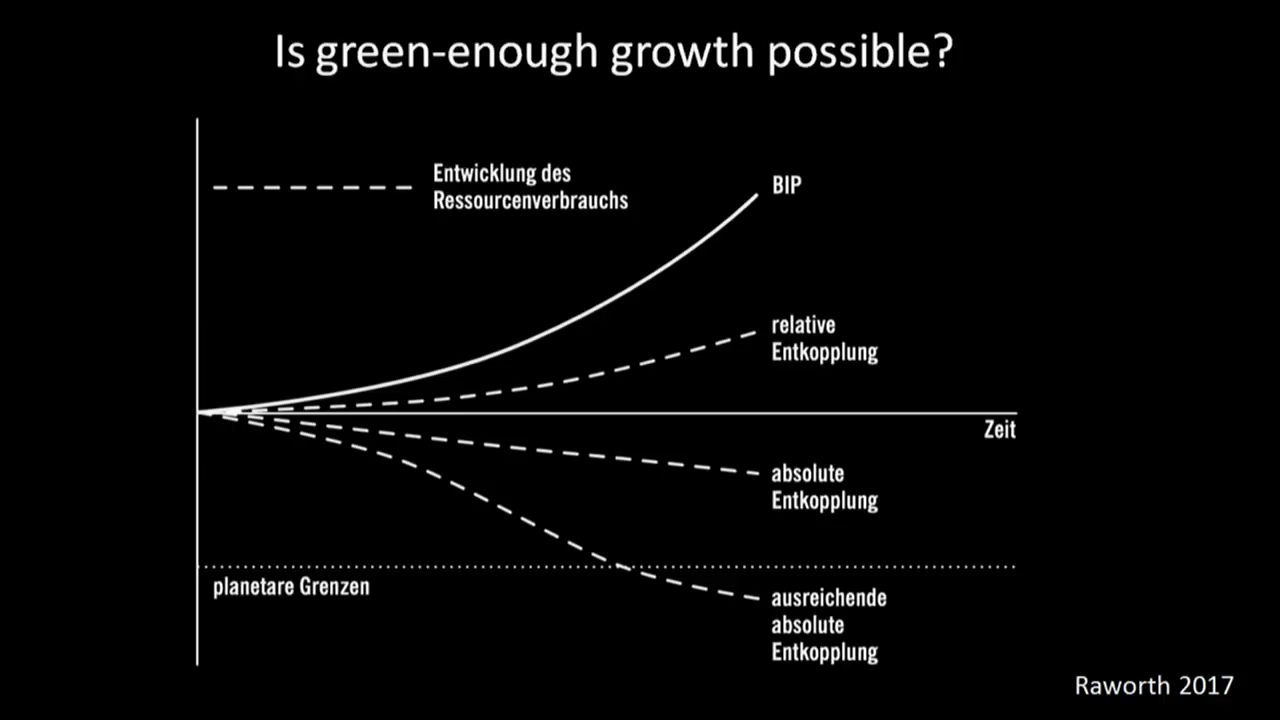 Is green-enough growth possible?
Entwicklung des
Ressourcenverbrauchs
BIP
relative
Entkopplung
Zeit
absolute
Entkopplung
planetare Grenzen
ausreichende
absolute
Entkopplung
Raworth 2017